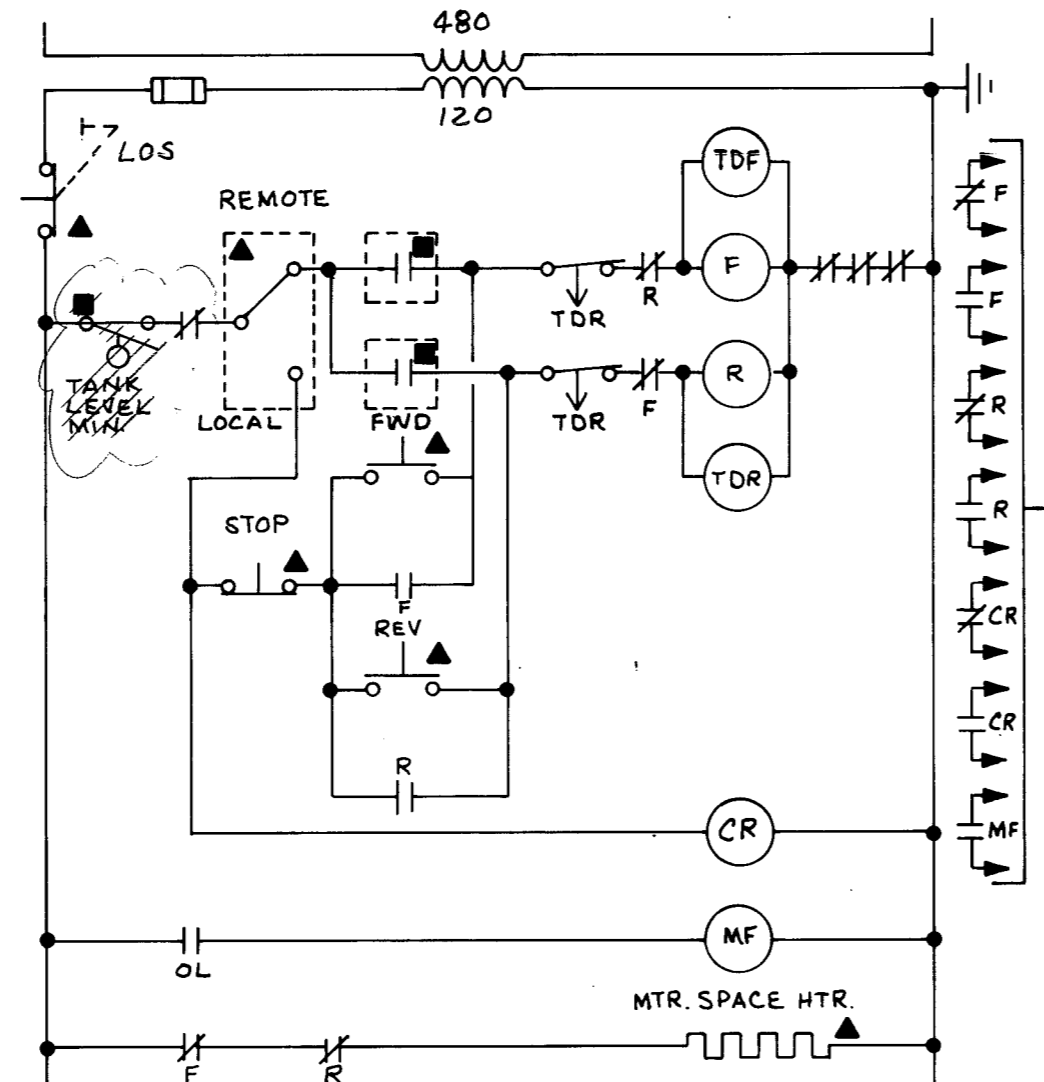 480
120
LOS
REMOTE
TANK
LEVEL
MIN.
LOCAL
FWD
R
TDR
TDF
F
F
TDR
R
TDR
STOP
F
REV
R
CR
OL
MF
MTR. SPACE HTR.
F
R
F
F
R
R
CR
CR
MF